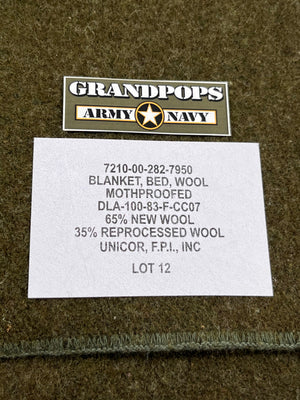 GRANDPOPS
ARMY NAVY
7210-00-282-7950
BLANKET, BED, WOOL
MOTHPROOFED
DLA-100-83-F-CC07
65% NEW WOOL
35% REPROCESSED WOOL
UNICOR, F.P.I., INC
LOT 12